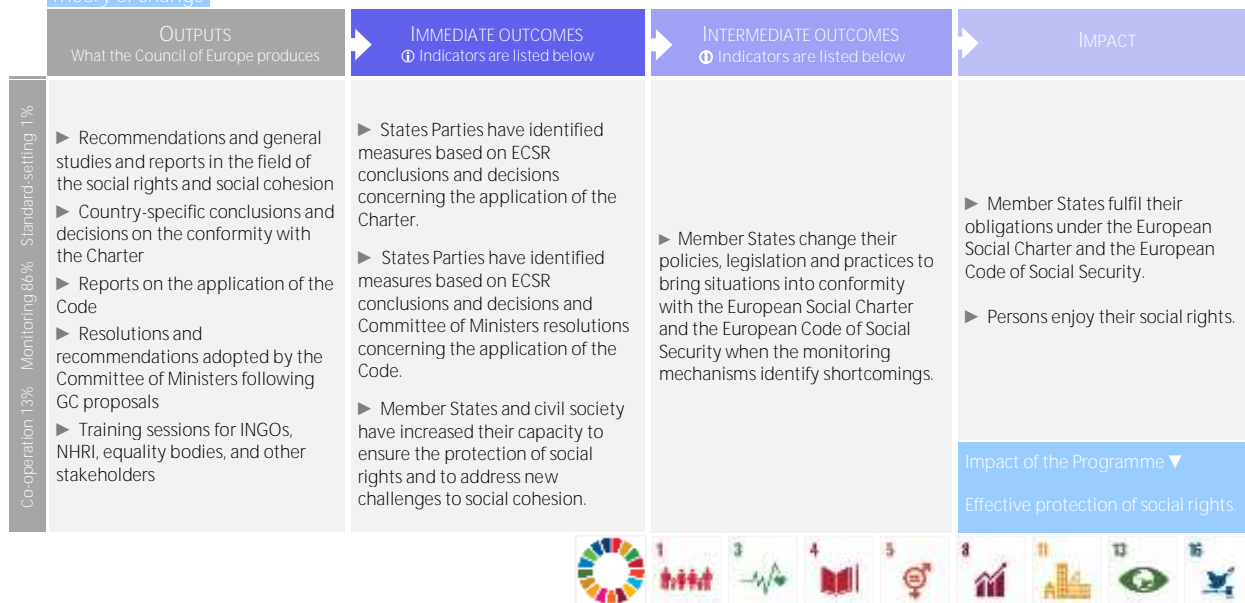 Theory of change
OUTPUTS
What the Council of Europe produces
IMMEDIATE OUTCOMES
Indicators are listed below
INTERMEDIATE OUTCOMES
Indicators are listed below
IMPACT
Co-operation 13% Monitoring 86% Standard-setting 1%
► Recommendations and general
studies and reports in the field of
the social rights and social cohesion
► Country-specific conclusions and
decisions on the conformity with
the Charter
► Reports on the application of the
Code
► Resolutions and
recommendations adopted by the
Committee of Ministers following
GC proposals
► Training sessions for INGOs,
NHRI, equality bodies, and other
stakeholders
► States Parties have identified
measures based on ECSR
conclusions and decisions
concerning the application of the
Charter.
► States Parties have identified
measures based on ECSR
conclusions and decisions and
Committee of Ministers resolutions
concerning the application of the
Code.
► Member States and civil society
have increased their capacity to
ensure the protection of social
rights and to address new
challenges to social cohesion.
► Member States change their
policies, legislation and practices to
bring situations into conformity
with the European Social Charter
and the European Code of Social
Security when the monitoring
mechanisms identify shortcomings.
► Member States fulfil their
obligations under the European
Social Charter and the European
Code of Social Security.
► Persons enjoy their social rights.
Impact of the Programme ▼
Effective protection of social rights.
1
3
4
5
8
11
13
16